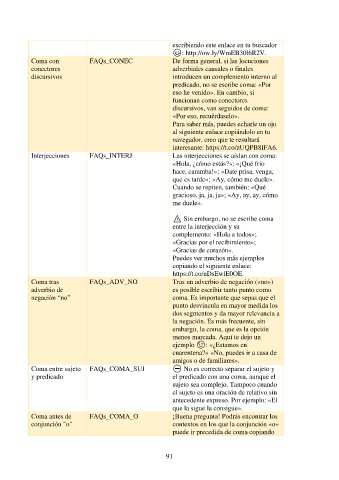 escribiendo este enlace en tu buscador
: http://ow.ly/WmEB30l6R2V.
Coma con FAQs_CONEC De forma general, si las locuciones
conectores adverbiales causales o finales
discursivos introducen un complemento interno al
predicado, no se escribe coma: «Por
eso he venido». En cambio, si
funcionan como conectores
discursivos, van seguidos de coma:
«Por eso, recuérdaselo».
Para saber más, puedes echarle un ojo
al siguiente enlace copiándolo en tu
navegador, creo que te resultará
interesante: https://t.co/zUQPB8IFA6.
Interjecciones FAQs_INTERJ Las interjecciones se aíslan con coma:
«Hola, ¿cómo estás?»; «¡Qué frío
hace, caramba!»; «Date prisa, venga,
que es tarde»; «Ay, cómo me duele».
Cuando se repiten, también: «Qué
gracioso, ja, ja, ja»; «Ay, ay, ay, cómo
me duele».
Sin embargo, no se escribe coma
entre la interjección y su
complemento: «Hola a todos»;
«Gracias por el recibimiento»;
«Gracias de corazón».
Puedes ver muchos más ejemplos
copiando el siguiente enlace:
https://t.co/nDsEwIE0OE.
Coma tras FAQs_ADV_NO Tras un adverbio de negación («no»)
adverbio de es posible escribir tanto punto como
negación “no” coma. Es importante que sepas que el
punto desvincula en mayor medida los
dos segmentos y da mayor relevancia a
la negación. Es más frecuente, sin
embargo, la coma, que es la opción
menos marcada. Aquí te dejo un
ejemplo : «¿Estamos en
cuarentena?» «No, puedes ir a casa de
amigos o de familiares».
Coma entre sujeto FAQs_COMA_SUJ No es correcto separar el sujeto y
y predicado el predicado con una coma, aunque el
sujeto sea complejo. Tampoco cuando
el sujeto es una oración de relativo sin
antecedente expreso. Por ejemplo: «El
que la sigue la consigue».
Coma antes de FAQs_COMA_O ¡Buena pregunta! Podrás encontrar los
conjunción "o" contextos en los que la conjunción «o»
puede ir precedida de coma copiando
91